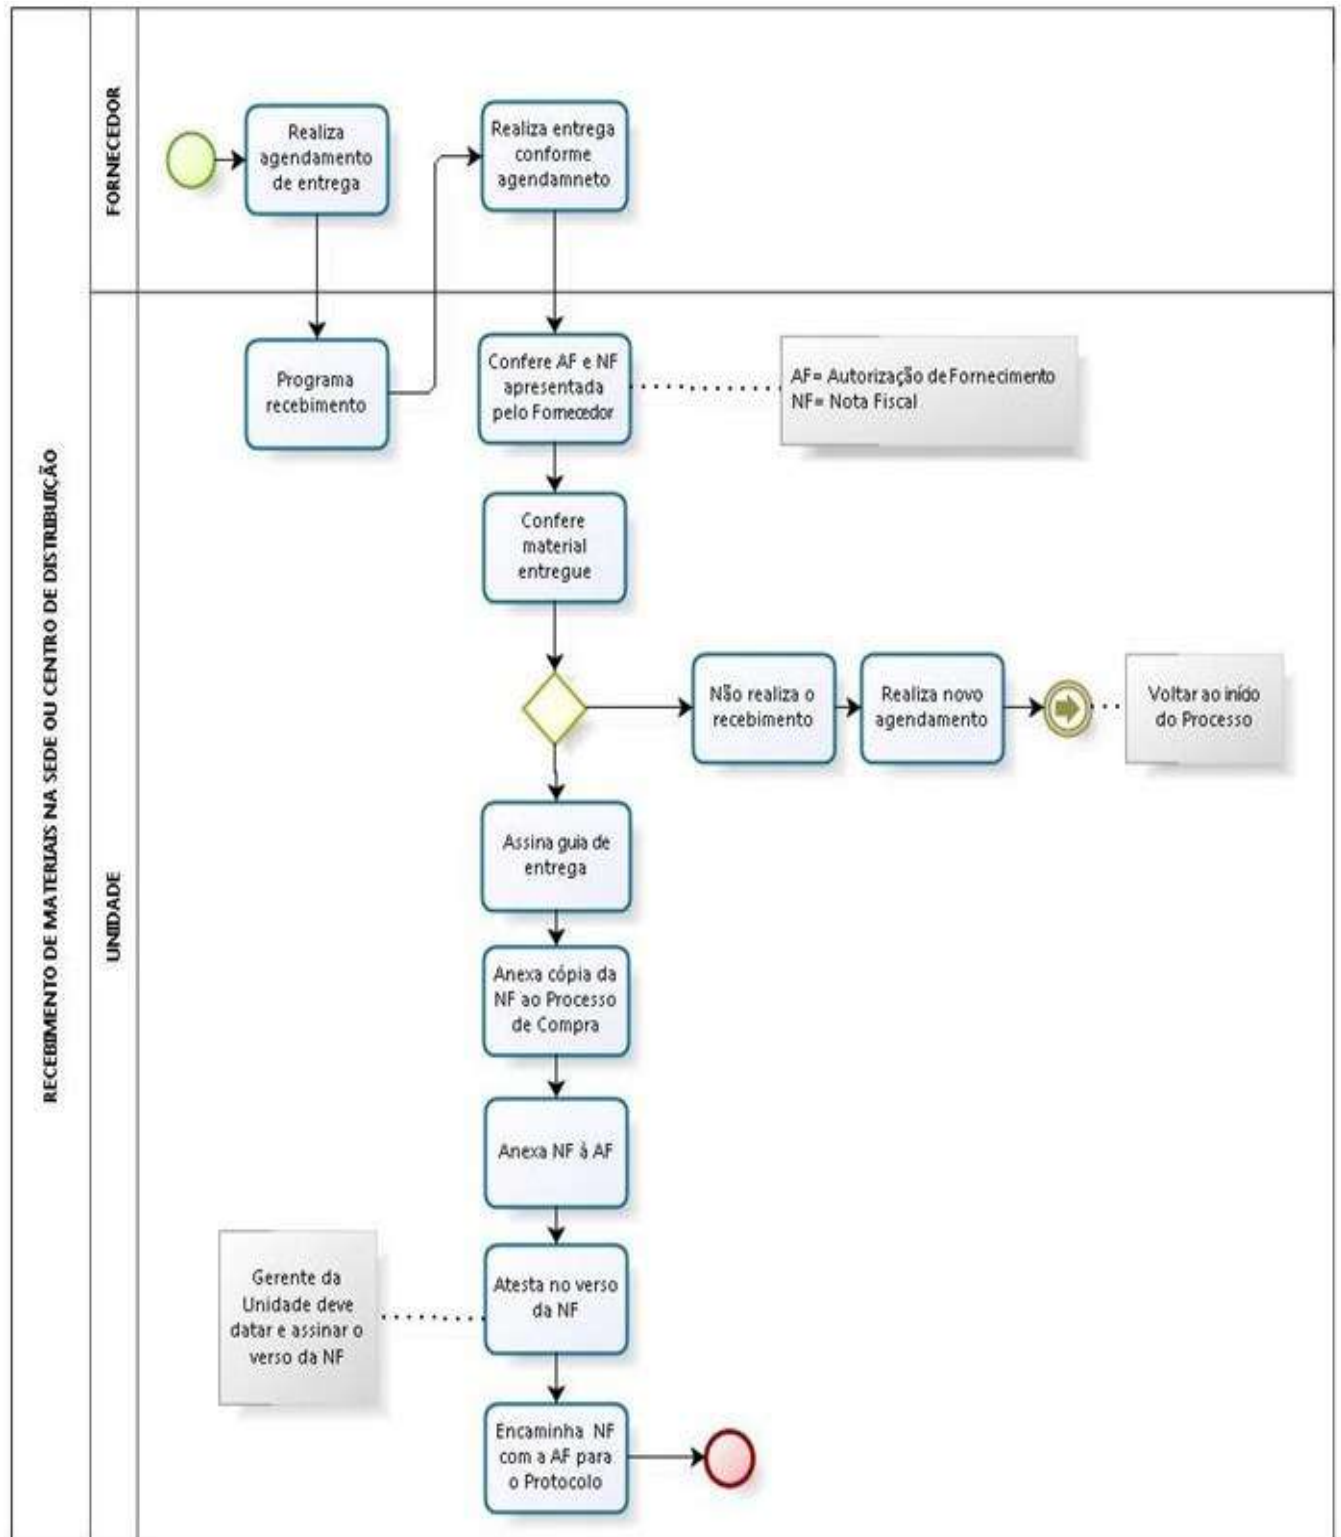 RECEBIMENTO DE MATERIAIS NA SEDE OU CENTRO DE DISTRIBUIÇÃO
FORNECEDOR
Realiza
agendamento
de entrega
Realiza entrega
conforme
agendamneto
UNIDADE
Programa
recebimento
Confere AF e NF
apresentada
pelo Fornecedor
AF= Autorização de Fornecimento
NF= Nota Fiscal
Confere
material
entregue
Não realiza o
recebimento
Realiza novo
agendamento
Voltar ao início
do Processo
Assina guia de
entrega
Anexa cópia da
NF ao Processo
de Compra
Anexa NF à AF
Gerente da
Unidade deve
datar e assinar o
verso da NF
Atesta no verso
da NF
Encaminha NF
com a AF para
o Protocolo